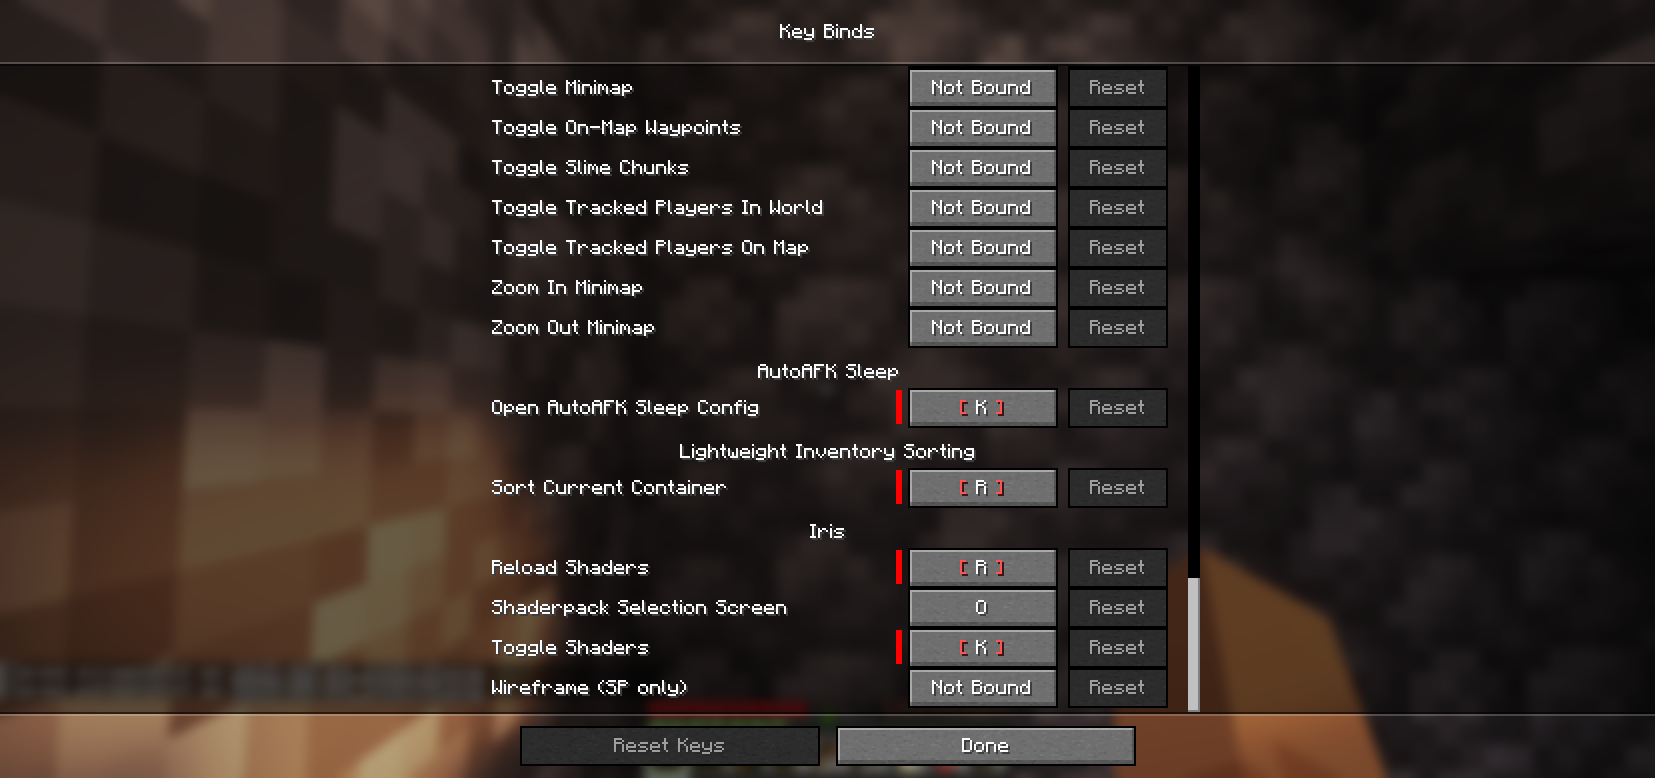 Key Binds
Toggle Minimap Not Bound Reset
Toggle On-Map Waypoints Not Bound Reset
Toggle Slime Chunks Not Bound Reset
Toggle Tracked Players In World Not Bound Reset
Toggle Tracked Players On Map Not Bound Reset
Zoom In Minimap Not Bound Reset
Zoom Out Minimap Not Bound Reset
AutoAFK Sleep
Open AutoAFK Sleep Config [ K ] Reset
Lightweight Inventory Sorting
Sort Current Container [ R ] Reset
Iris
Reload Shaders [ R ] Reset
Shaderpack Selection Screen O Reset
Toggle Shaders [ K ] Reset
Wireframe (SP only) Not Bound Reset
Reset Keys Done